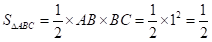 S△ABC = 1/2 × AB × BC = 1/2 × 1² = 1/2